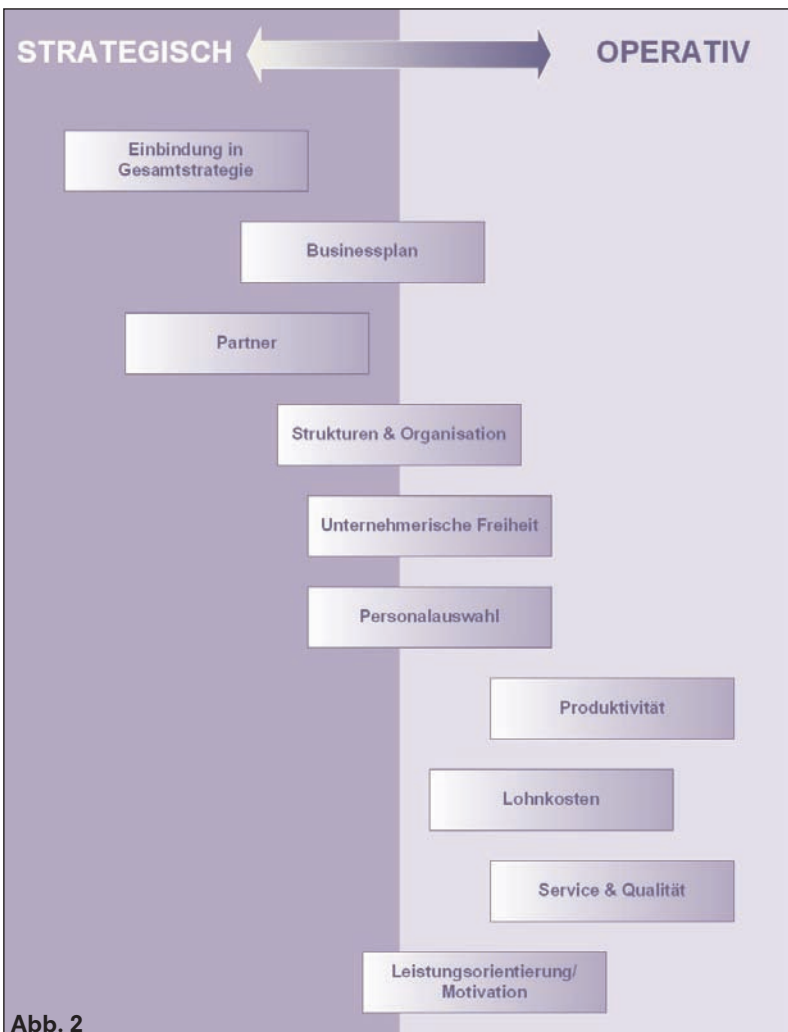 STRATEGISCH OPERATIV
Einbindung in
Gesamtstrategie
Businessplan
Partner
Strukturen & Organisation
Unternehmerische Freiheit
Personalauswahl
Produktivität
Lohnkosten
Service & Qualität
Leistungsorientierung/
Motivation
Abb. 2